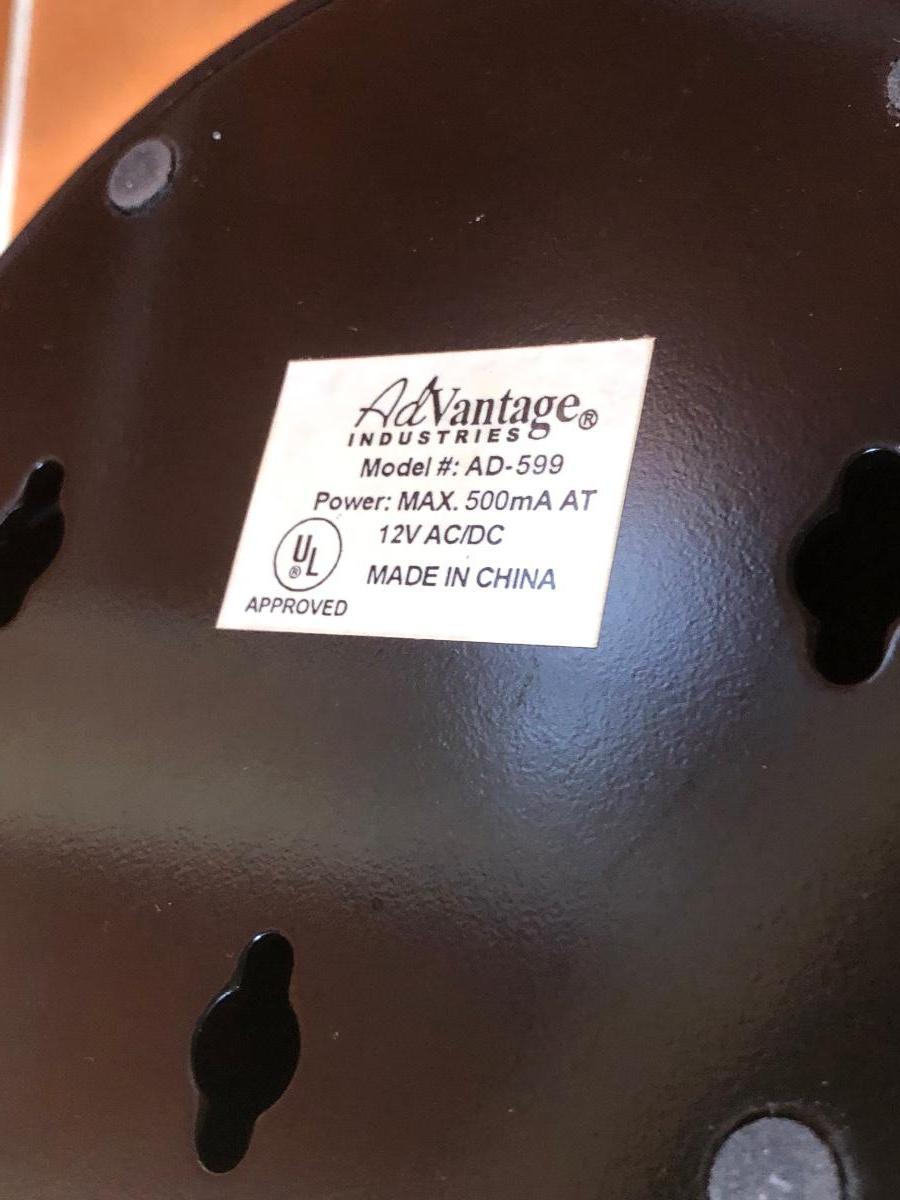 AdVantage®
INDUSTRIES
Model #: AD-599
Power: MAX. 500mA AT
12V AC/DC
UL®
MADE IN CHINA
APPROVED